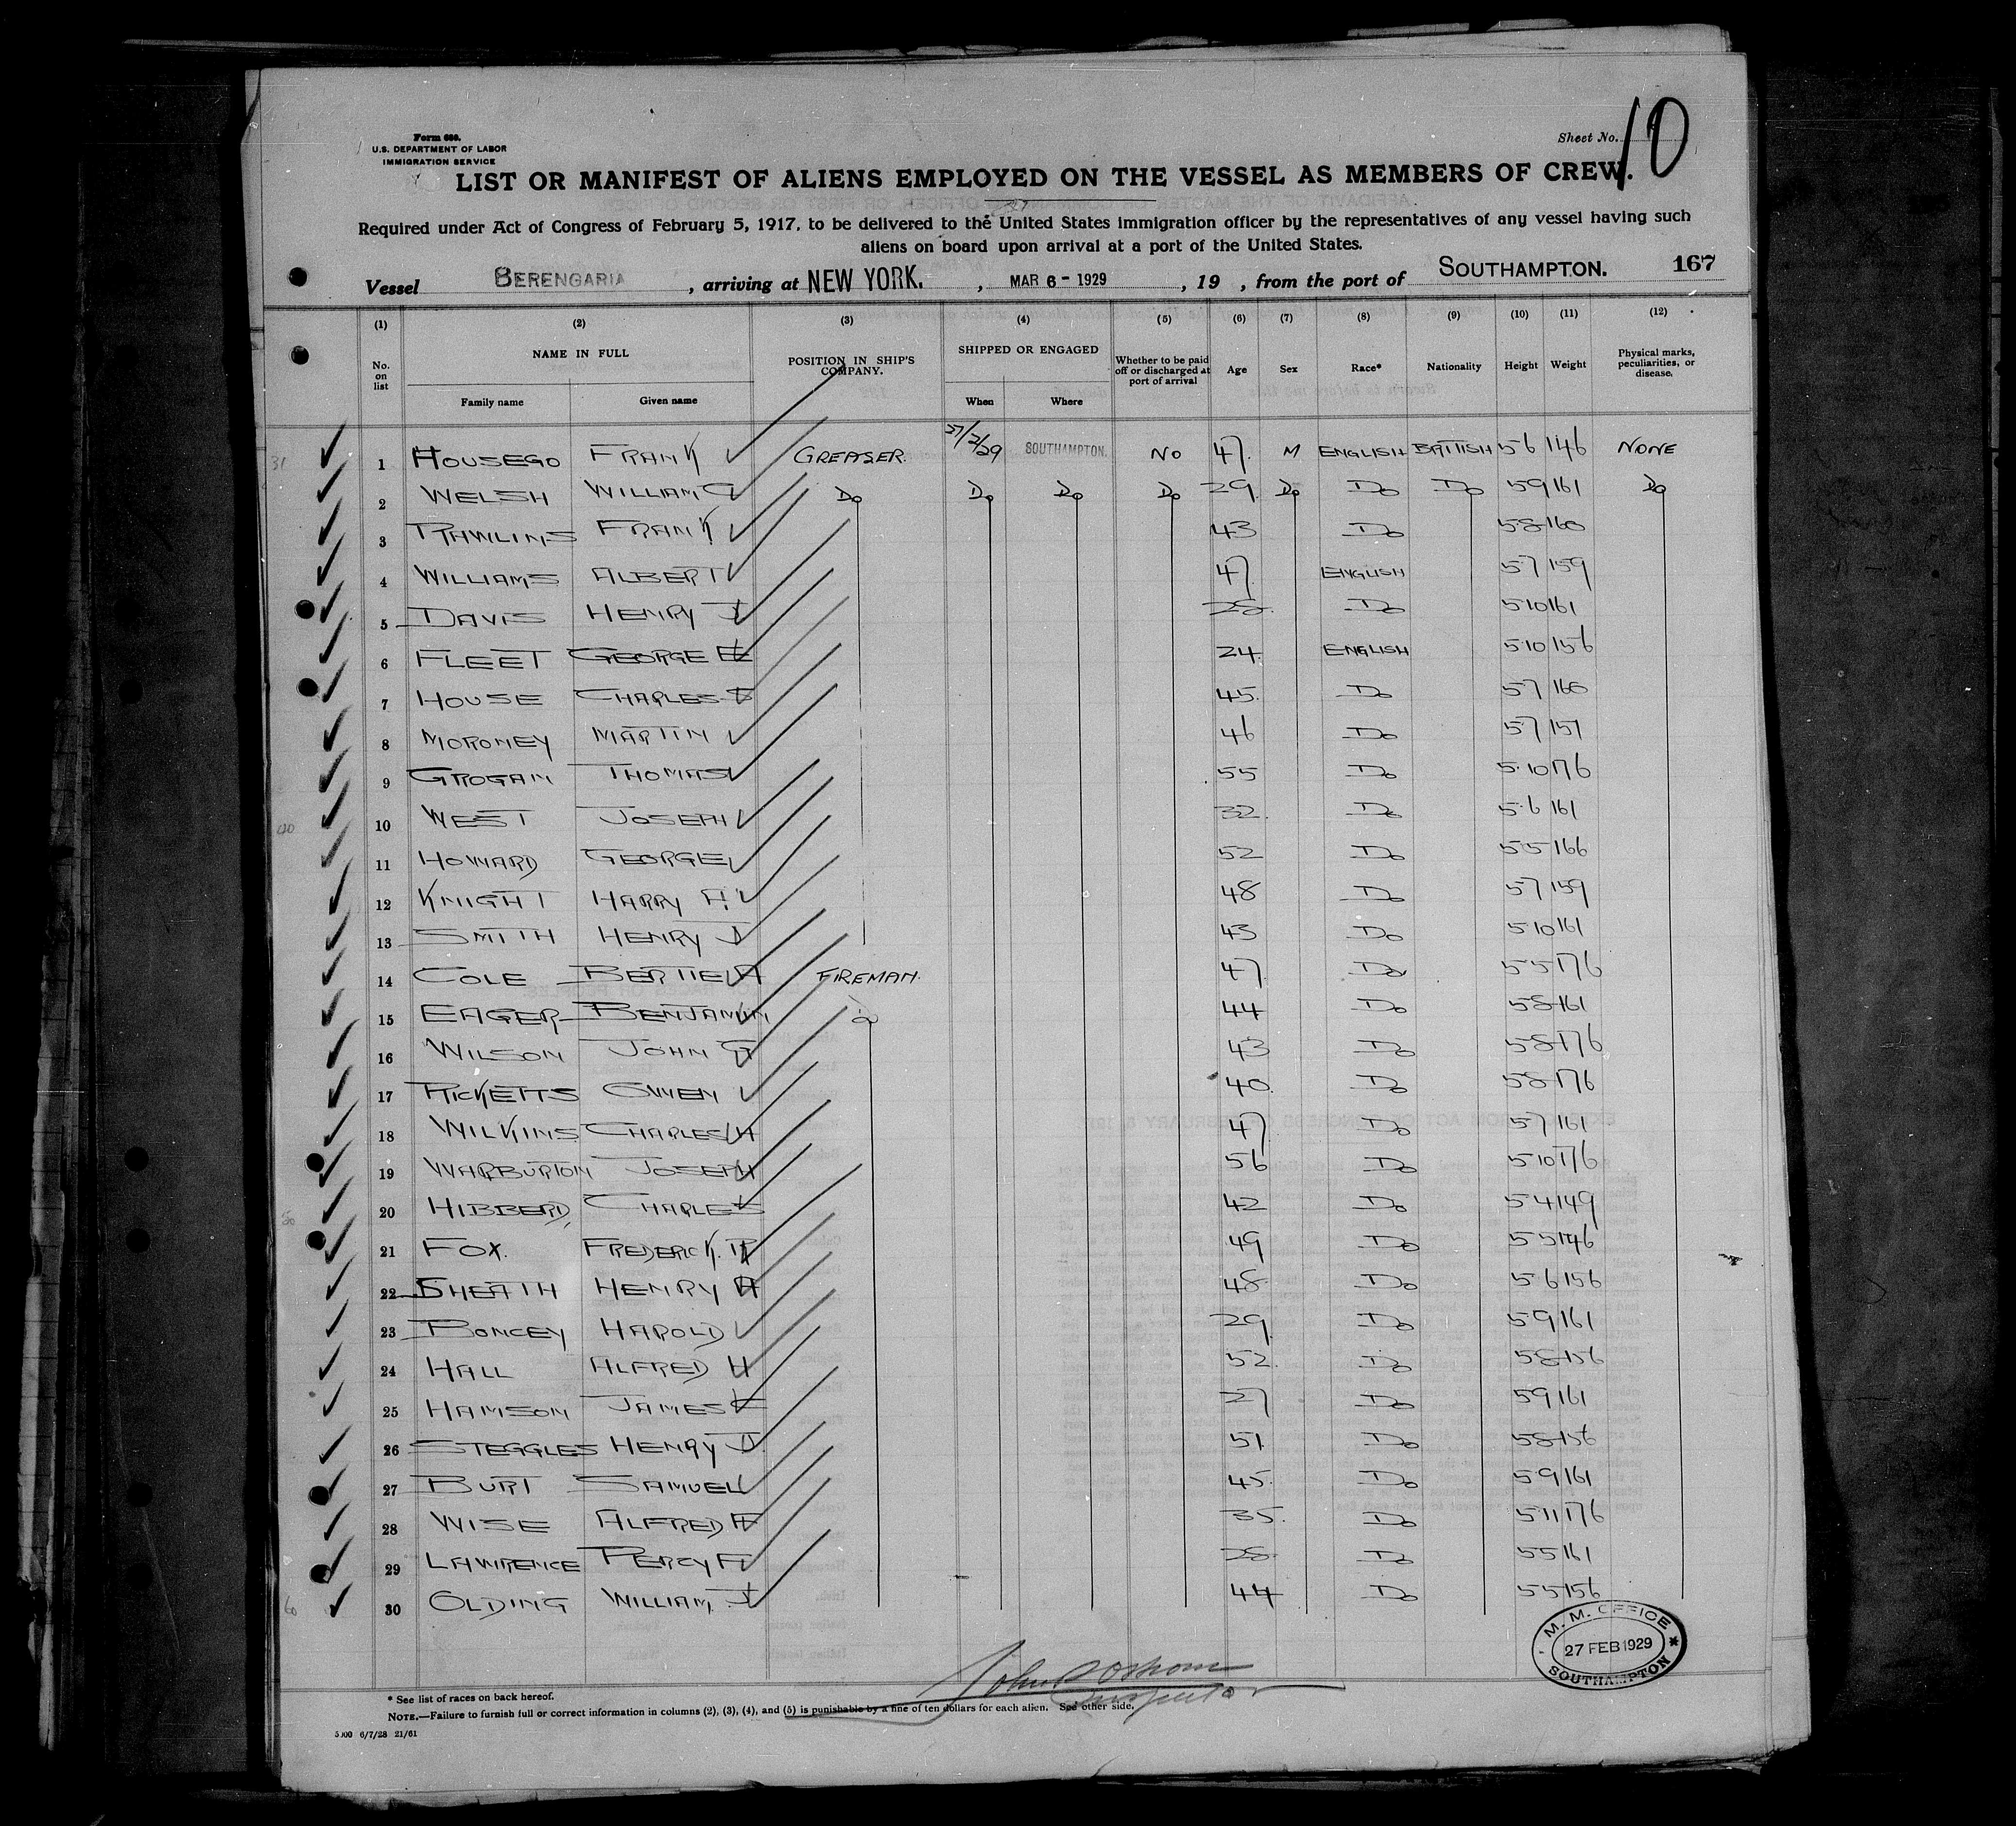 Form 680.
U.S. DEPARTMENT OF LABOR
IMMIGRATION SERVICE
Sheet No. 10
LIST OR MANIFEST OF ALIENS EMPLOYED ON THE VESSEL AS MEMBERS OF CREW.
Required under Act of Congress of February 5, 1917, to be delivered to the United States immigration officer by the representatives of any vessel having such
aliens on board upon arrival at a port of the United States.
Vessel BERENGARIA, arriving at NEW YORK., MAR 6 - 1929, 19 , from the port of SOUTHAMPTON. 167
(1) (2) (3) (4) (5) (6) (7) (8) (9) (10) (11) (12)
No. on list NAME IN FULL POSITION IN SHIP'S COMPANY. SHIPPED OR ENGAGED Whether to be paid off or discharged at port of arrival Age Sex Race* Nationality Height Weight Physical marks, peculiarities, or disease.
Family name Given name When Where
31 1 HOUSEGO FRANK GREASER. 27/2/29 SOUTHAMPTON. NO 47. M ENGLISH BRITISH 5 6 146 NONE
2 WELSH WILLIAM G Do Do Do Do 29. Do Do Do 5 9 161 Do
3 RAWLINS FRANK 43 Do 5 8 160
4 WILLIAMS ALBERT 47. ENGLISH 5 7 159
5 DAVIS HENRY J 28. Do 5 10 161
6 FLEET GEORGE E 24. ENGLISH 5 10 156
7 HOUSE CHARLES 45. Do 5 7 160
8 MORONEY MARTIN 46 Do 5 7 151
9 GROGAN THOMAS 55 Do 5 10 176
40 10 WEST JOSEPH 32. Do 5 6 161
11 HOWARD GEORGE 52 Do 5 5 166
12 KNIGHT HARRY A. 48 Do 5 7 159
13 SMITH HENRY J 43 Do 5 10 161
14 COLE BERTIE A FIREMAN. 47. Do 5 5 176
15 EAGER BENJAMIN Do 44 Do 5 8 161
16 WILSON JOHN G 43 Do 5 8 176
17 RICKETTS OWEN 40. Do 5 8 176
18 WILKINS CHARLES H 47. Do 5 7 161
19 WARBURTON JOSEPH 56 Do 5 10 176
50 20 HIBBERD CHARLES 42 Do 5 4 149
21 FOX. FREDERICK. R 49 Do 5 5 146
22 SHEATH HENRY A 48 Do 5 6 156
23 BONCEY HAROLD 29. Do 5 9 161
24 HALL ALFRED H 52. Do 5 8 156
25 HAMSON JAMES E 27 Do 5 9 161
26 STEGGLES HENRY J 51 Do 5 8 156
27 BURT SAMUEL 45. Do 5 9 161
28 WISE ALFRED 35. Do 5 11 176
29 LAWRENCE PERCY 28. Do 5 5 161
60 30 OLDING WILLIAM. J 44 Do 5 5 156
M. M. OFFICE
27 FEB 1929
SOUTHAMPTON
John Inspector
* See list of races on back hereof.
NOTE.—Failure to furnish full or correct information in columns (2), (3), (4), and (5) is punishable by a fine of ten dollars for each alien. See other side.
5000 6/7/28 21/61